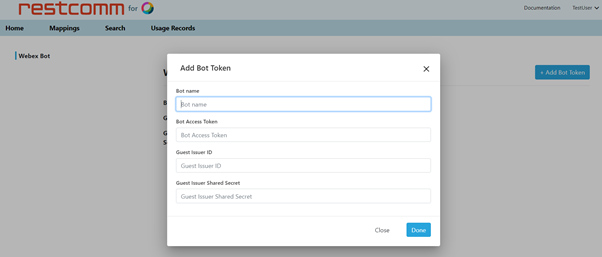 restcomm for
Documentation
TestUser
Home
Mappings
Search
Usage Records
Webex Bot
Add Bot Token
+ Add Bot Token
Bot name
Bot name
Bot Access Token
Bot Access Token
Guest Issuer ID
Guest Issuer ID
Guest Issuer Shared Secret
Guest Issuer Shared Secret
Close
Done